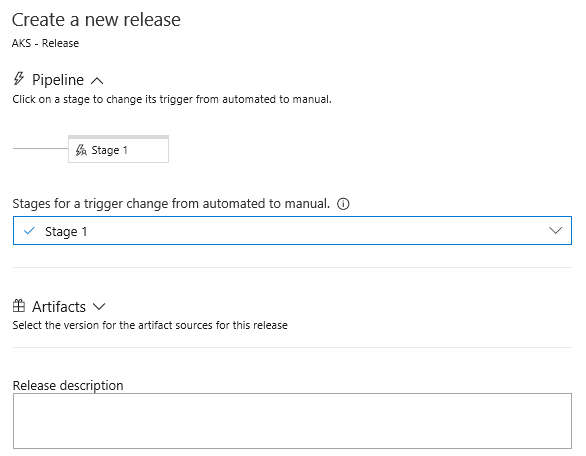 Create a new release
AKS - Release
Pipeline
Click on a stage to change its trigger from automated to manual.
Stage 1
Stages for a trigger change from automated to manual.
Stage 1
Artifacts
Select the version for the artifact sources for this release
Release description